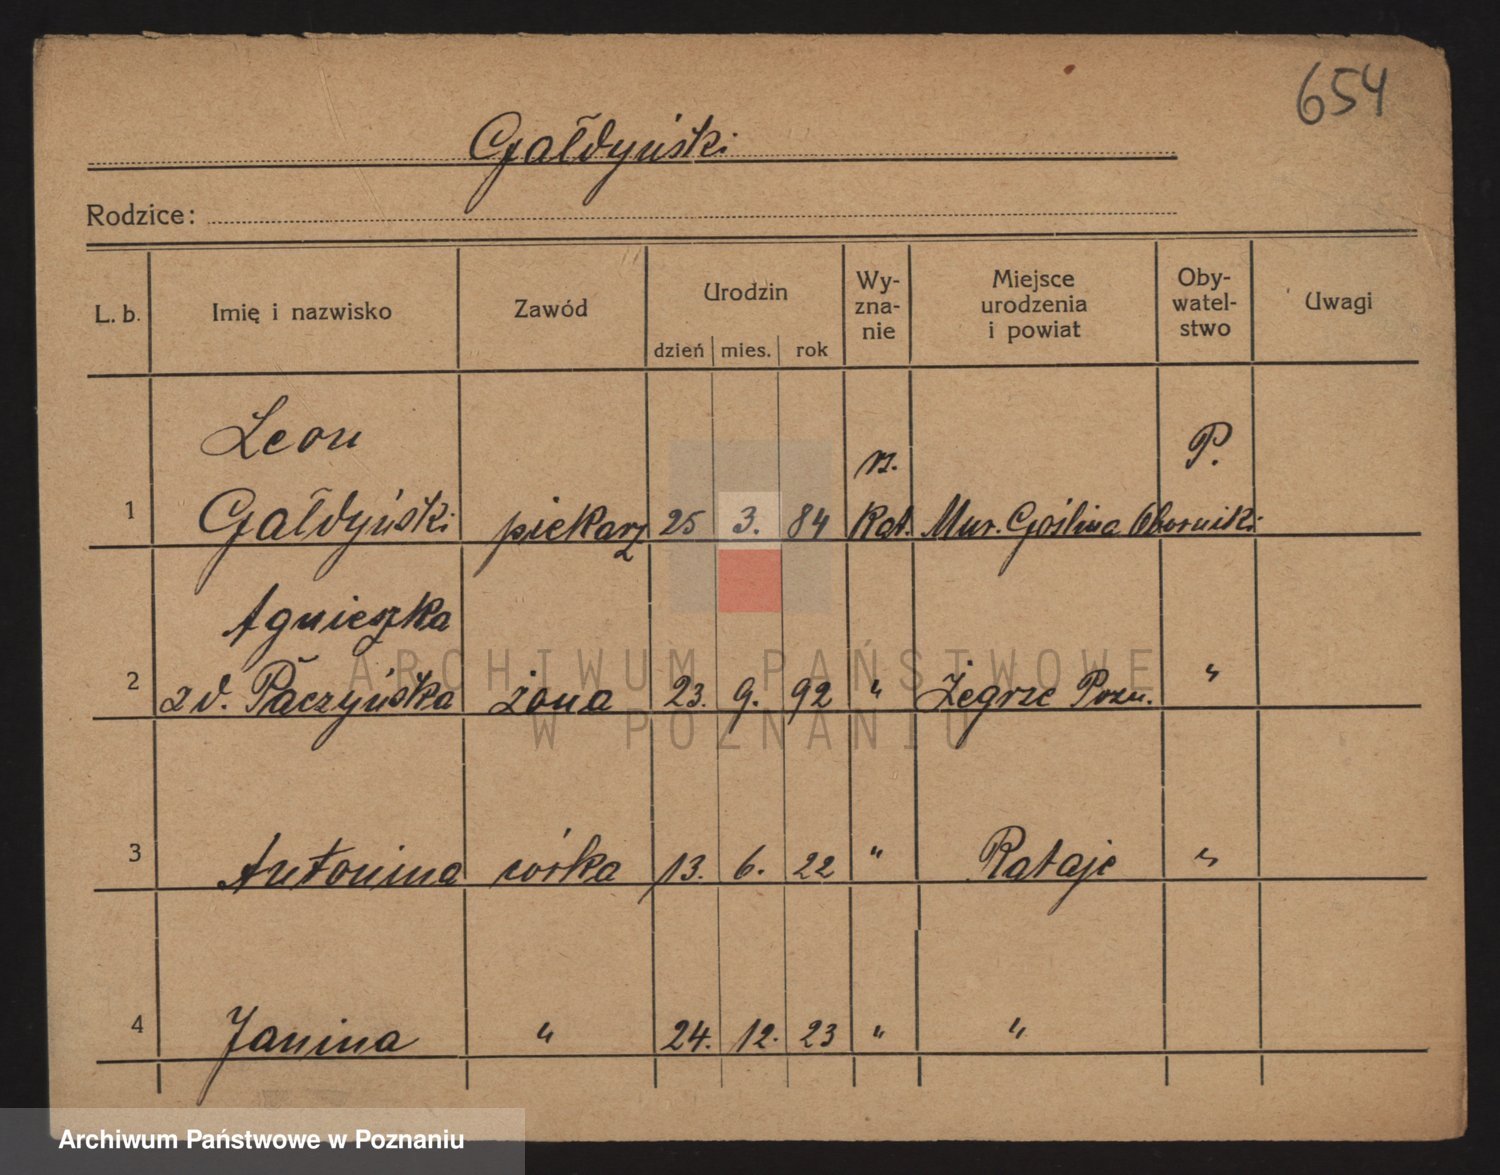 654
Gałdyński
Rodzice:
L. b. Imię i nazwisko Zawód Urodzin dzień mies. rok Wy-zna-nie Miejsce urodzenia i powiat Oby-watel-stwo Uwagi
Leon rz. P.
1 Gałdyński piekarz 25 3. 84 kat. Mur. Goślina Oborniki
Agnieszka
2 z d. Pączyńska żona 23. 9. 92 " Żegrze Pozn. "
ARCHIWUM PAŃSTWOWE
W POZNANIU
3 Antonina córka 13. 6. 22 " Rataje "
4 Janina " 24. 12. 23 " "
Archiwum Państwowe w Poznaniu